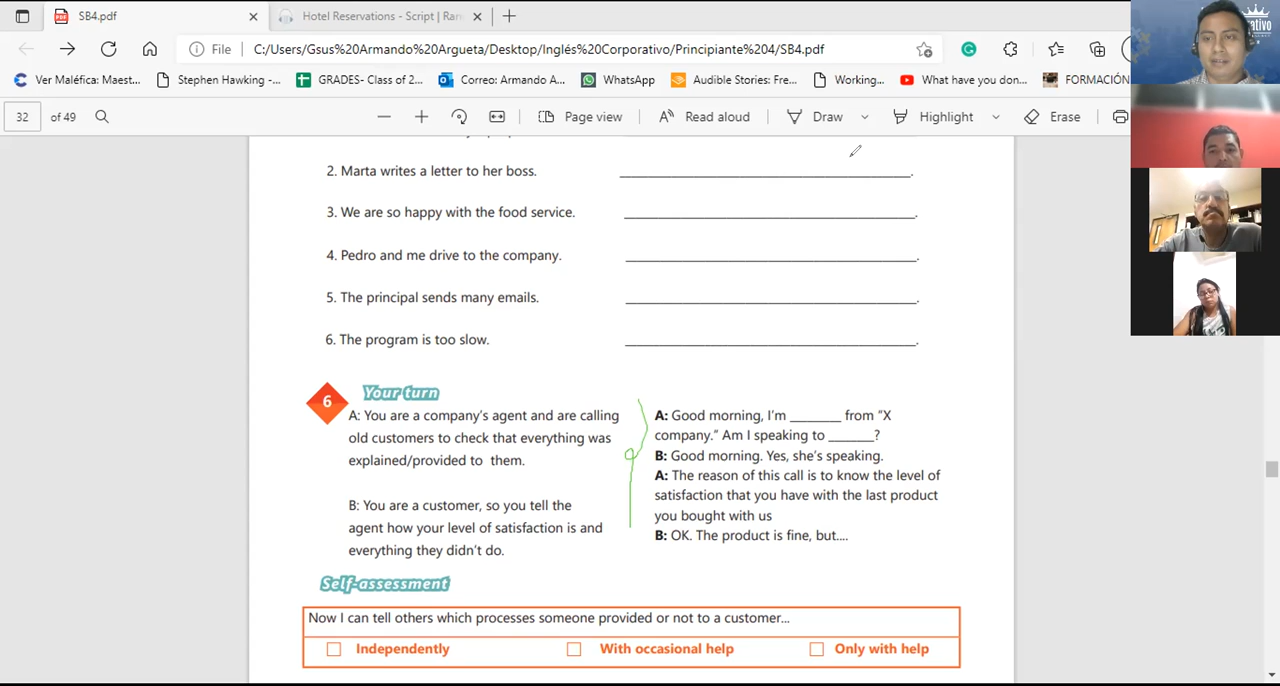 SB4.pdf
Hotel Reservations - Script | Ran
File C:/Users/Gsus%20Armando%20Argueta/Desktop/Inglés%20Corporativo/Principiante%204/SB4.pdf
Ver Maléfica: Maest... Stephen Hawking -... GRADES- Class of 2... Correo: Armando A... WhatsApp Audible Stories: Fre... Working... What have you don... FORMACIÓN
32 of 49 Page view Read aloud Draw Highlight Erase
2. Marta writes a letter to her boss. ______________.
3. We are so happy with the food service. ______________.
4. Pedro and me drive to the company. ______________.
5. The principal sends many emails. ______________.
6. The program is too slow. ______________.
6 Your turn
A: You are a company's agent and are calling
old customers to check that everything was
explained/provided to them.
B: You are a customer, so you tell the
agent how your level of satisfaction is and
everything they didn't do.
A: Good morning, I'm _______ from "X
company." Am I speaking to ______?
B: Good morning. Yes, she's speaking.
A: The reason of this call is to know the level of
satisfaction that you have with the last product
you bought with us
B: OK. The product is fine, but....
Self-assessment
Now I can tell others which processes someone provided or not to a customer...
Independently With occasional help Only with help